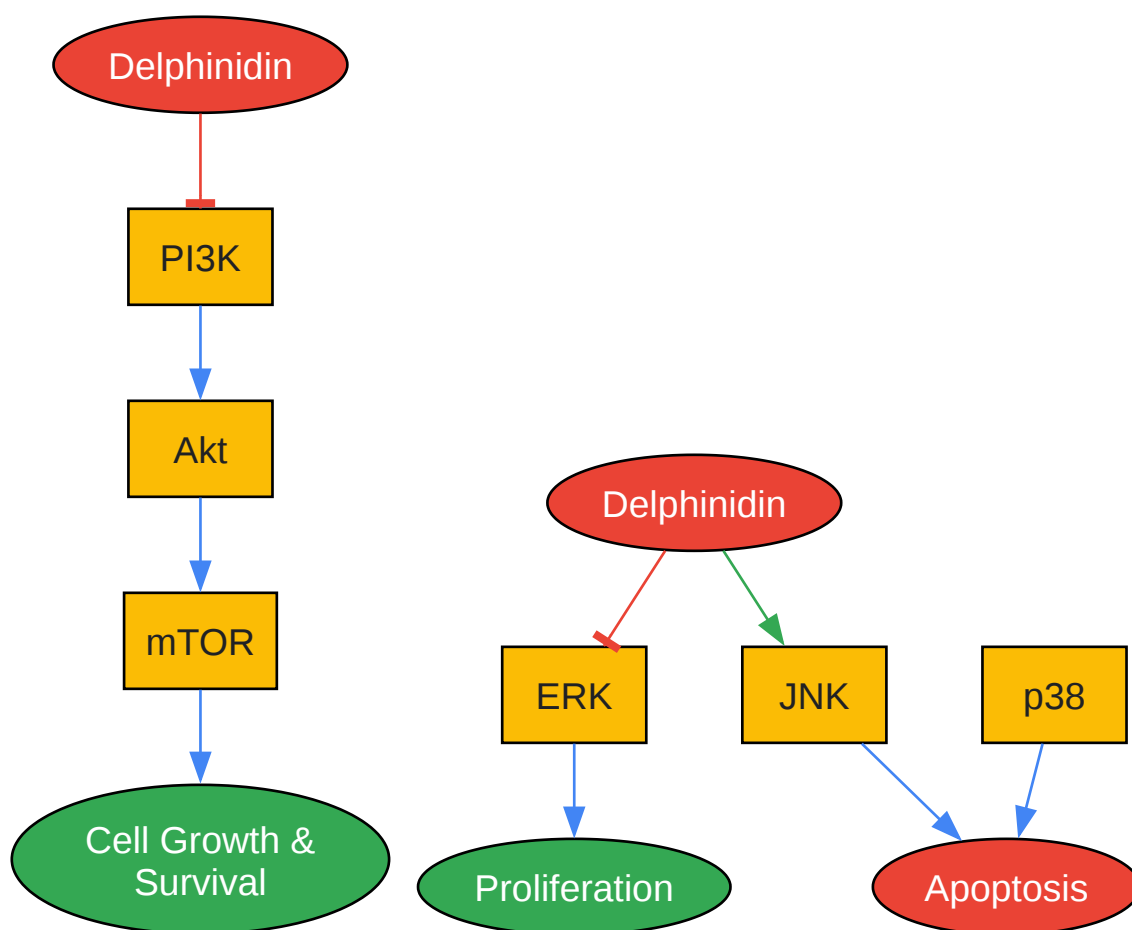 Delphinidin
PI3K
Akt
mTOR
Cell Growth &
Survival
Delphinidin
ERK
JNK
p38
Proliferation
Apoptosis